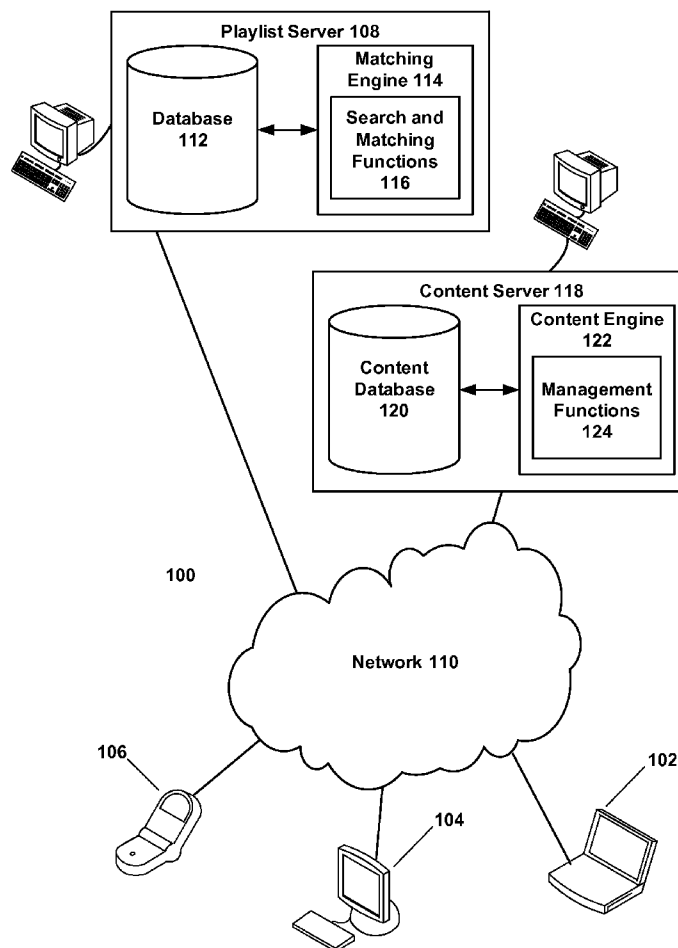 Playlist Server 108
Database
112
Matching
Engine 114
Search and
Matching
Functions
116
Content Server 118
Content
Database
120
Content Engine
122
Management
Functions
124
100
Network 110
106
104
102